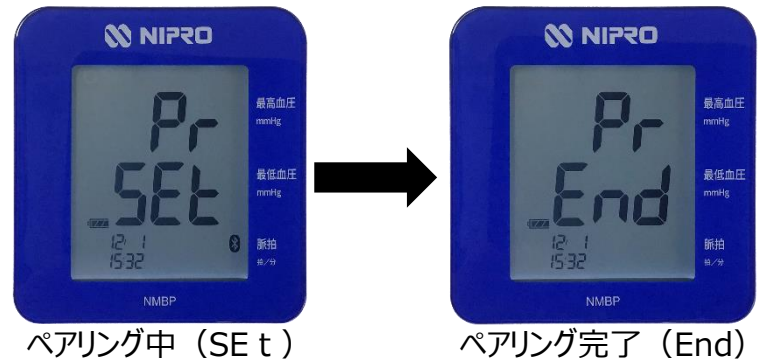 NIPRO
Pr
最高血圧
mmHg
SEt
最低血圧
mmHg
12/ 1
15:32
脈拍
拍/分
NMBP
ペアリング中（SEｔ）
NIPRO
Pr
最高血圧
mmHg
End
最低血圧
mmHg
12/ 1
15:32
脈拍
拍/分
NMBP
ペアリング完了（End）